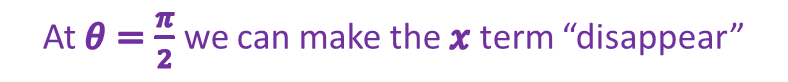 At θ = π/2 we can make the x term “disappear”